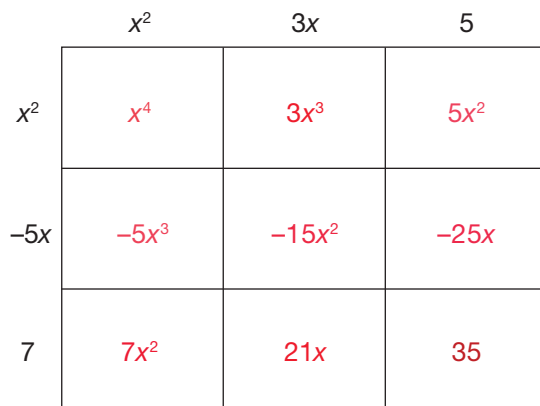 x² 3x 5
x² x⁴ 3x³ 5x²
–5x –5x³ –15x² –25x
7 7x² 21x 35